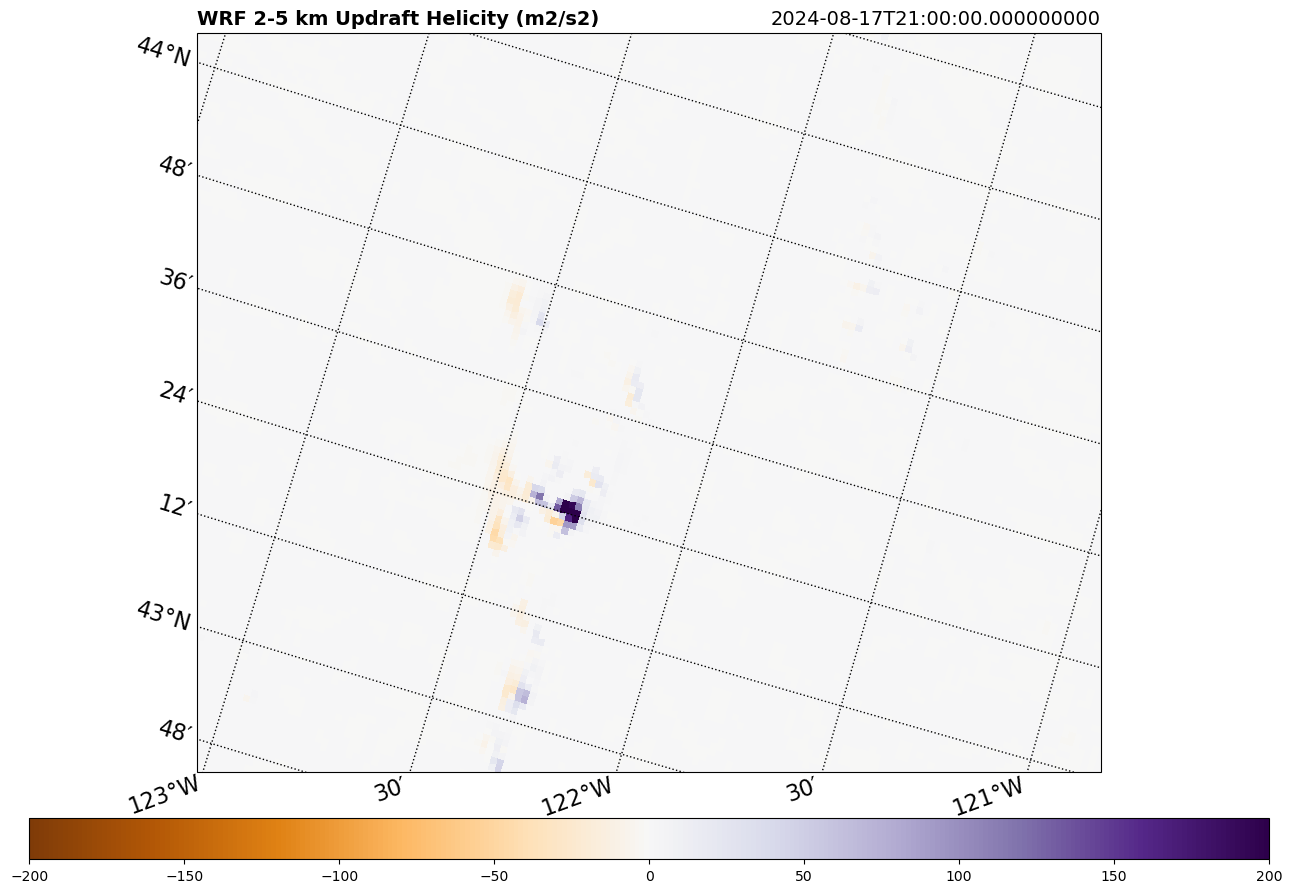 WRF 2-5 km Updraft Helicity (m2/s2) 2024-08-17T21:00:00.000000000
44°N
48′
36′
24′
12′
43°N
48′
123°W 30′ 122°W 30′ 121°W
−200 −150 −100 −50 0 50 100 150 200